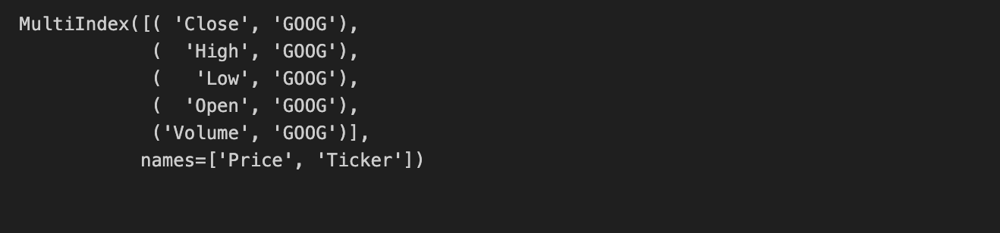 MultiIndex([( 'Close', 'GOOG'),
            (  'High', 'GOOG'),
            (   'Low', 'GOOG'),
            (  'Open', 'GOOG'),
            ('Volume', 'GOOG')],
           names=['Price', 'Ticker'])